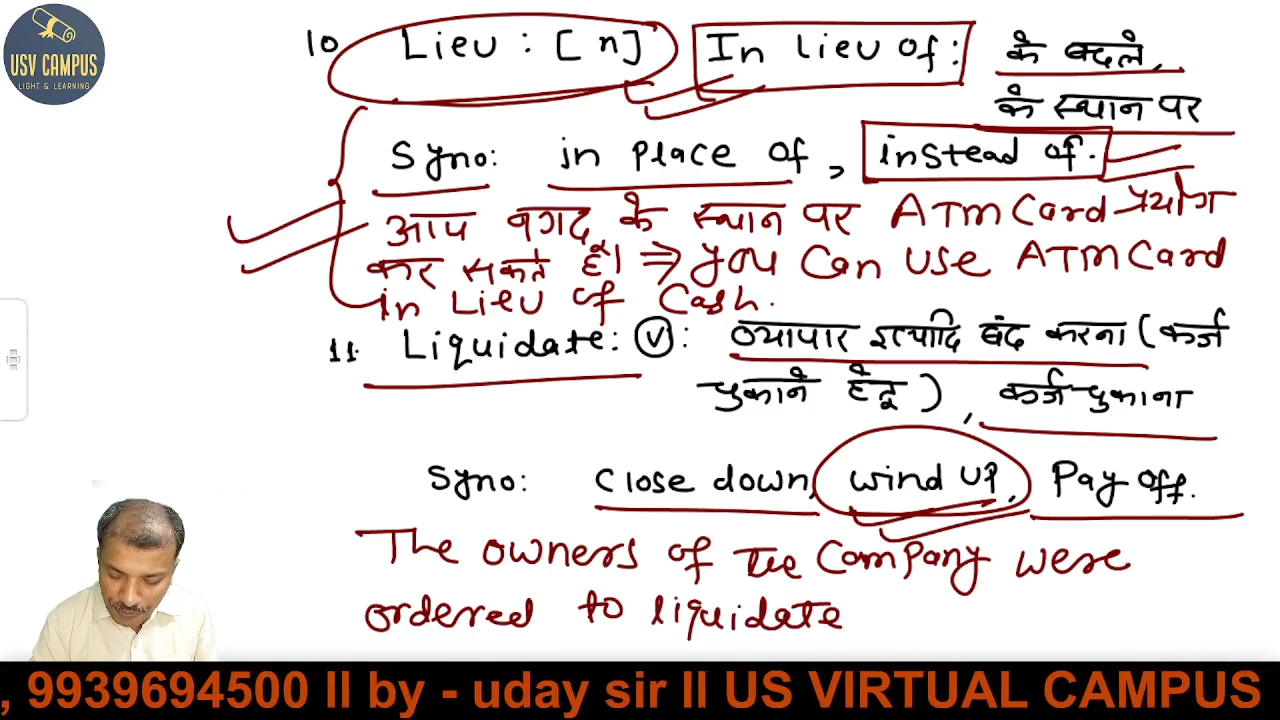 USV CAMPUS
LIGHT & LEARNING
10 Lieu : [n] In lieu of : के बदले,
के स्थान पर
Syno: in place of, instead of.
आप नगद के स्थान पर ATM Card प्रयोग
कर सकते हैं। ⇒ you can use ATM Card
in Lieu of Cash.
11. Liquidate: (v): व्यापार इत्यादि बंद करना (कर्ज
चुकाने हेतु), कर्ज चुकाना
Syno: close down, wind up, Pay off.
The owners of the company were
ordered to liquidate
, 9939694500 II by - uday sir II US VIRTUAL CAMPUS